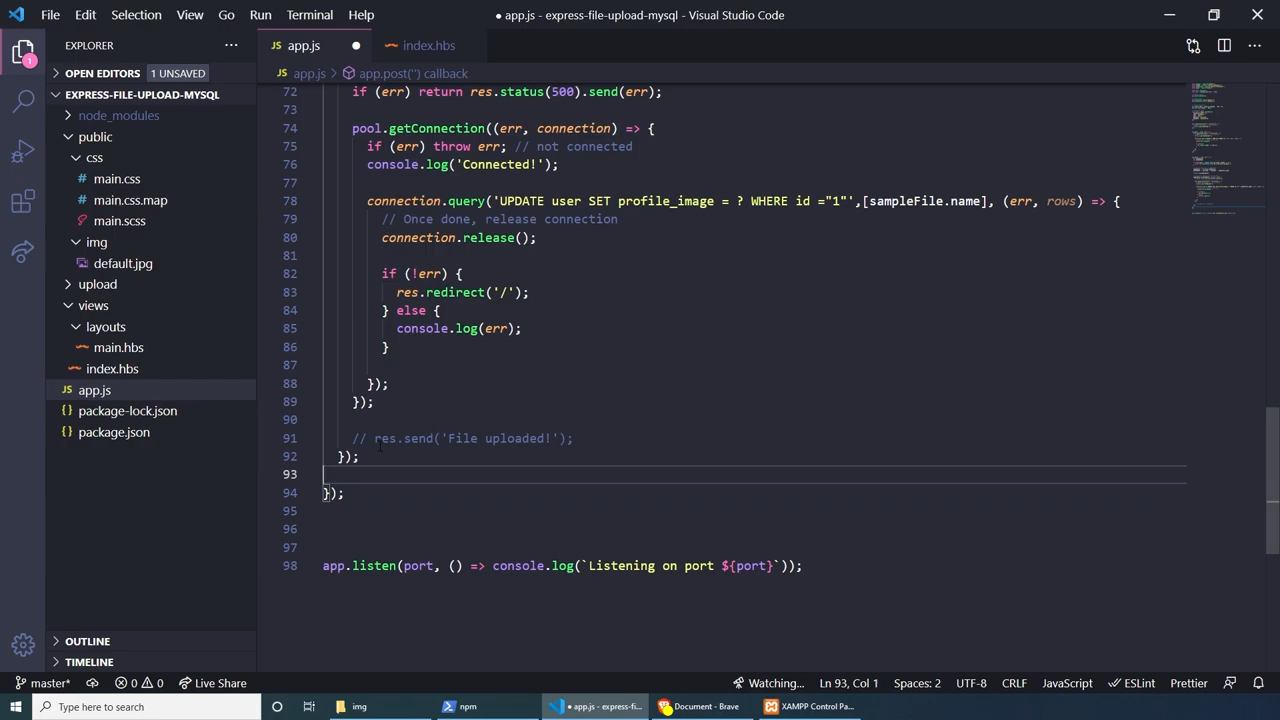 File Edit Selection View Go Run Terminal Help
● app.js - express-file-upload-mysql - Visual Studio Code
EXPLORER
JS app.js
index.hbs
1
OPEN EDITORS 1 UNSAVED
JS app.js > app.post('') callback
EXPRESS-FILE-UPLOAD-MYSQL
node_modules
public
css
# main.css
{} main.css.map
main.scss
img
default.jpg
upload
views
layouts
main.hbs
index.hbs
JS app.js
{} package-lock.json
{} package.json
OUTLINE
TIMELINE
72 if (err) return res.status(500).send(err);
73
74 pool.getConnection((err, connection) => {
75 if (err) throw err; // not connected
76 console.log('Connected!');
77
78 connection.query('UPDATE user SET profile_image = ? WHERE id ="1"',[sampleFile.name], (err, rows) => {
79 // Once done, release connection
80 connection.release();
81
82 if (!err) {
83 res.redirect('/');
84 } else {
85 console.log(err);
86 }
87
88 });
89 });
90
91 // res.send('File uploaded!');
92 });
93
94 });
95
96
97
98 app.listen(port, () => console.log(`Listening on port ${port}`));
master* 0 0 Live Share
Watching... Ln 93, Col 1 Spaces: 2 UTF-8 CRLF JavaScript ESLint Prettier
Type here to search
img
npm
● app.js - express-fi...
Document - Brave
XAMPP Control Pa...